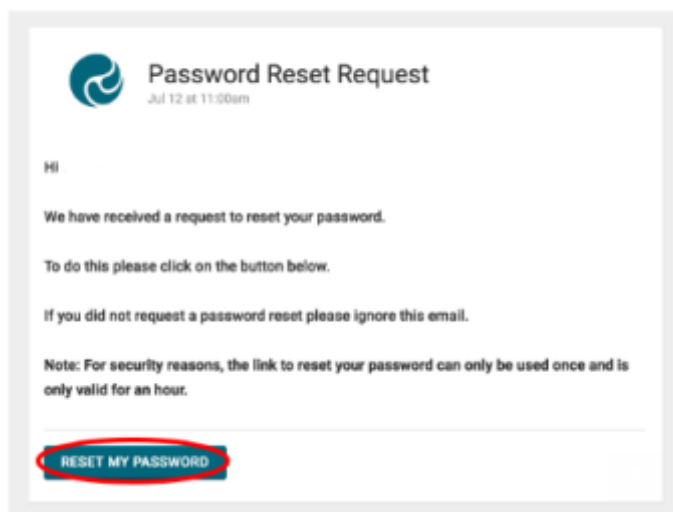 Password Reset Request
Jul 12 at 11:00am
Hi
We have received a request to reset your password.
To do this please click on the button below.
If you did not request a password reset please ignore this email.
Note: For security reasons, the link to reset your password can only be used once and is
only valid for an hour.
RESET MY PASSWORD